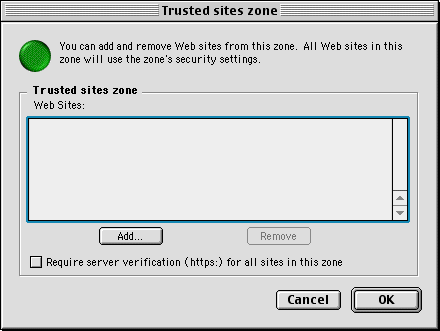 Trusted sites zone
You can add and remove Web sites from this zone. All Web sites in this
zone will use the zone's security settings.
Trusted sites zone
Web Sites:
Add...
Remove
Require server verification (https:) for all sites in this zone
Cancel
OK